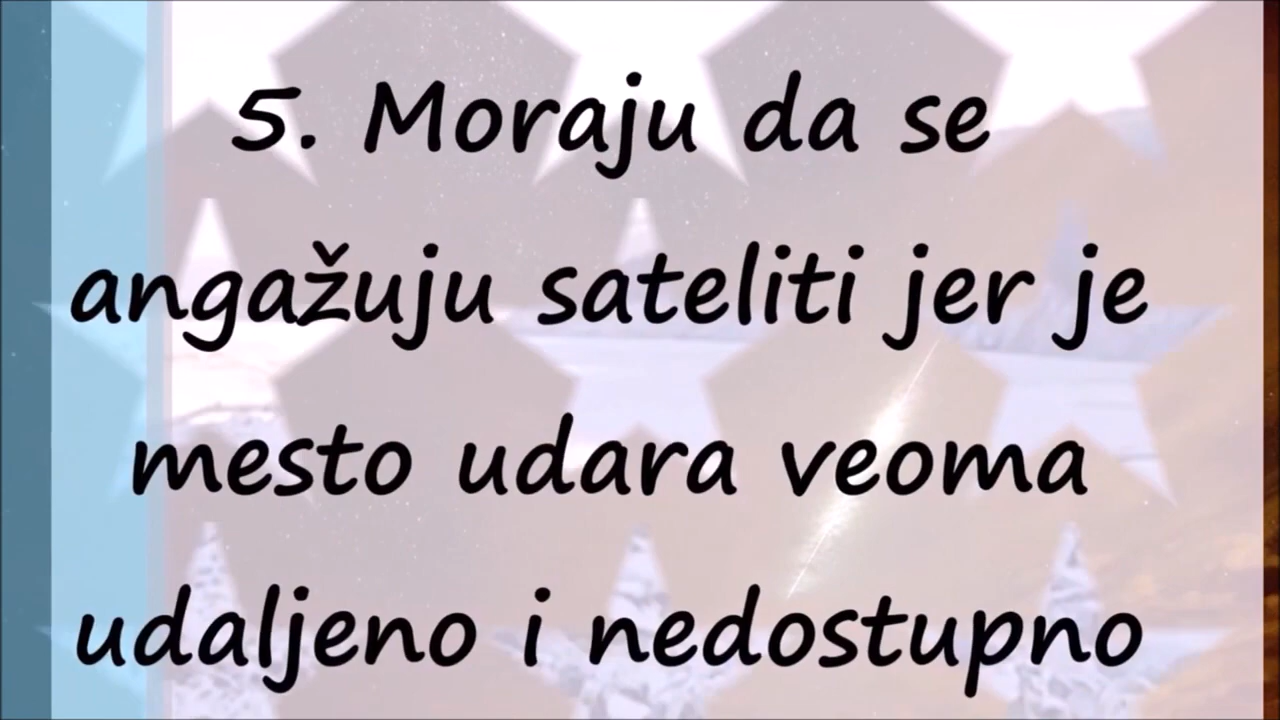 5. Moraju da se
angažuju sateliti jer je
mesto udara veoma
udaljeno i nedostupno